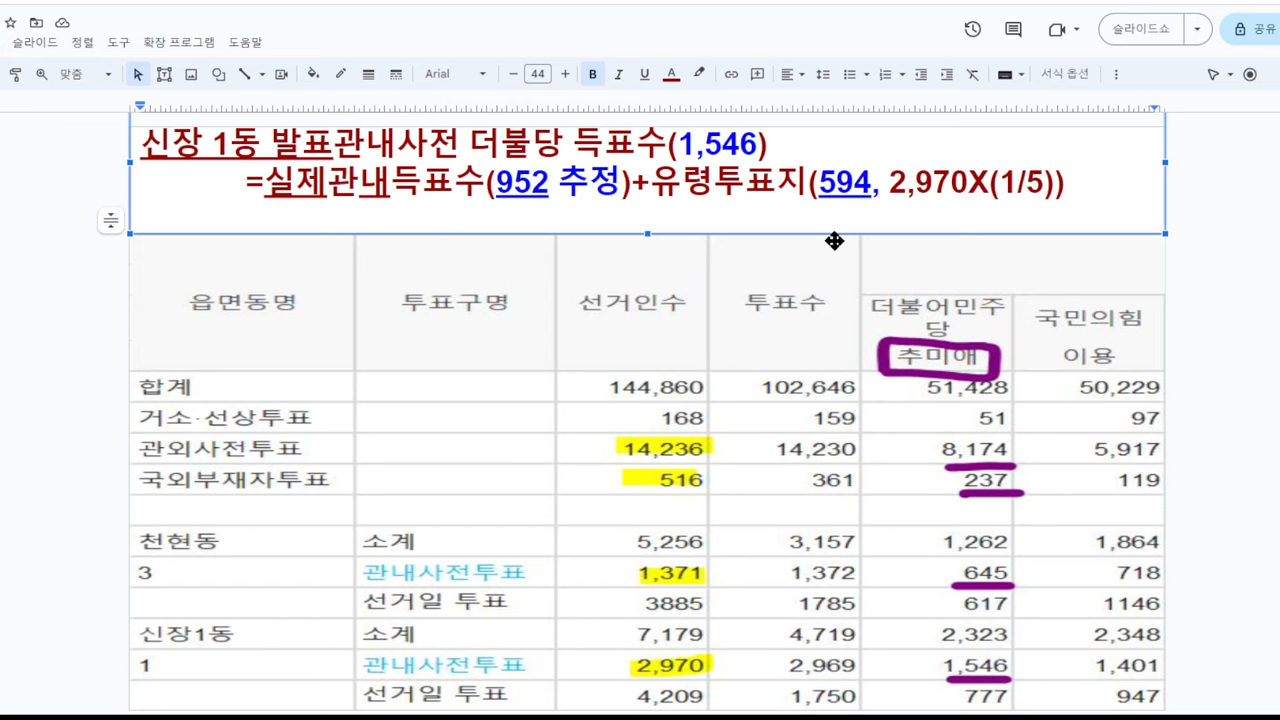 슬라이드 정렬 도구 확장 프로그램 도움말
슬라이드쇼 공유
맞춤 Arial 44 B I U A 서식 옵션
신장 1동 발표관내사전 더불당 득표수(1,546)
=실제관내득표수(952 추정)+유령투표지(594, 2,970X(1/5))
읍면동명 투표구명 선거인수 투표수 더불어민주당 추미애 국민의힘 이용
합계 144,860 102,646 51,428 50,229
거소·선상투표 168 159 51 97
관외사전투표 14,236 14,230 8,174 5,917
국외부재자투표 516 361 237 119
천현동 소계 5,256 3,157 1,262 1,864
3 관내사전투표 1,371 1,372 645 718
선거일 투표 3885 1785 617 1146
신장1동 소계 7,179 4,719 2,323 2,348
1 관내사전투표 2,970 2,969 1,546 1,401
선거일 투표 4,209 1,750 777 947